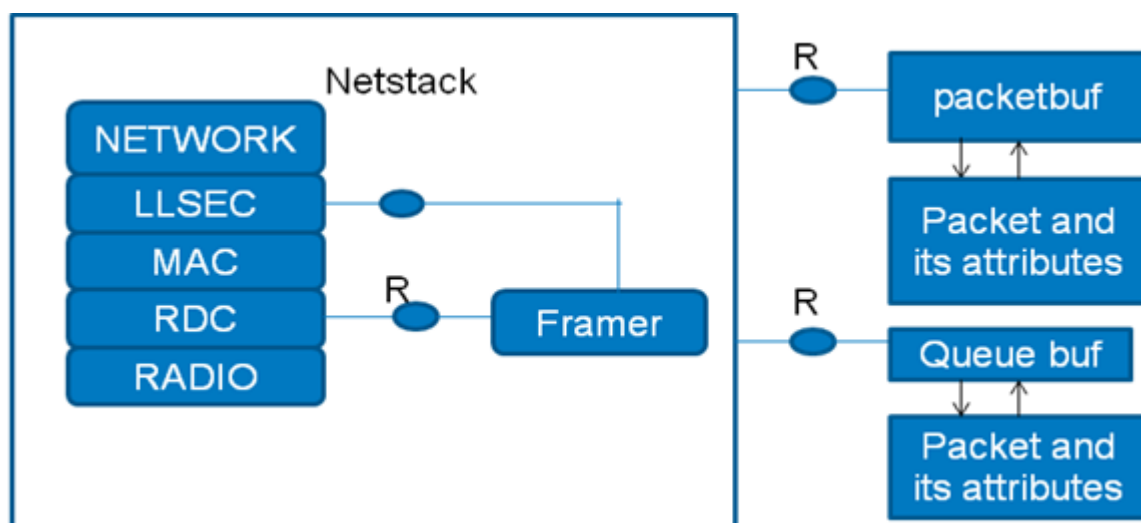 Netstack
NETWORK
LLSEC
MAC
RDC
RADIO
R
Framer
R
packetbuf
Packet and
its attributes
R
Queue buf
Packet and
its attributes